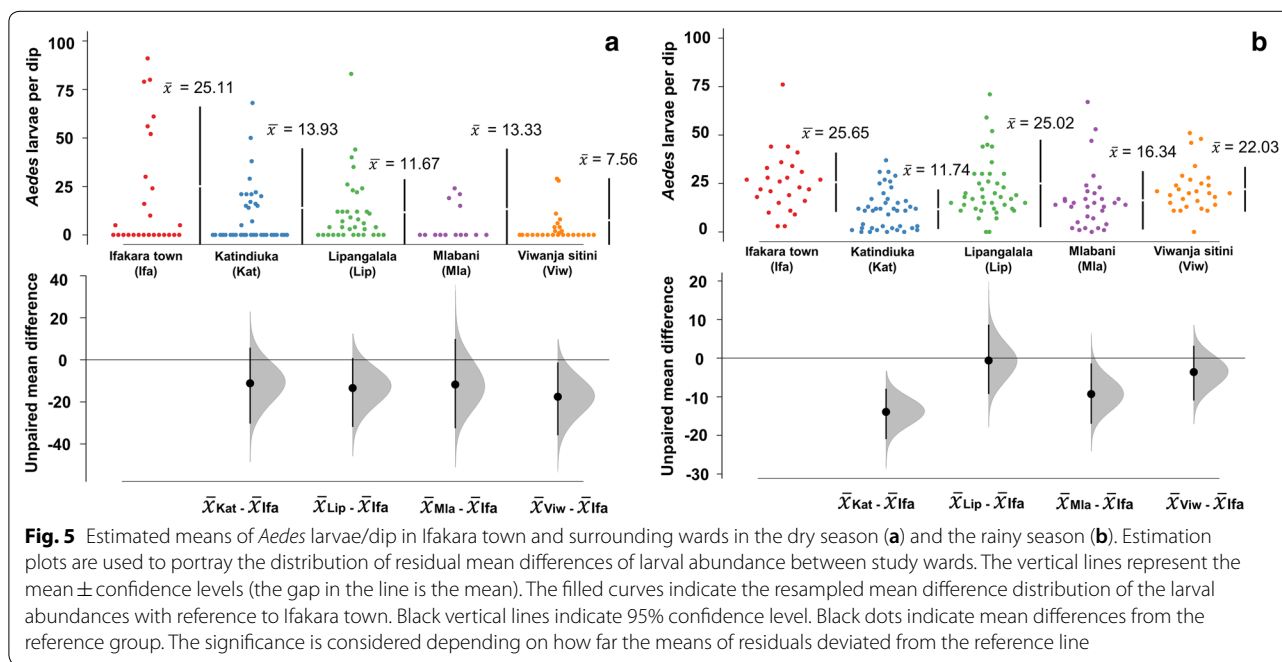 a
Aedes larvae per dip
100
75
50
25
0
x̄ = 25.11
x̄ = 13.93
x̄ = 11.67
x̄ = 13.33
x̄ = 7.56
Ifakara town
(Ifa)
Katindiuka
(Kat)
Lipangalala
(Lip)
Mlabani
(Mla)
Viwanja sitini
(Viw)
Unpaired mean difference
40
20
0
-20
-40
x̄Kat - x̄Ifa
x̄Lip - x̄Ifa
x̄Mla - x̄Ifa
x̄Viw - x̄Ifa
b
Aedes larvae per dip
100
75
50
25
0
x̄ = 25.65
x̄ = 11.74
x̄ = 25.02
x̄ = 16.34
x̄ = 22.03
Ifakara town
(Ifa)
Katindiuka
(Kat)
Lipangalala
(Lip)
Mlabani
(Mla)
Viwanja sitini
(Viw)
Unpaired mean difference
20
10
0
-10
-20
-30
x̄Kat - x̄Ifa
x̄Lip - x̄Ifa
x̄Mla - x̄Ifa
x̄Viw - x̄Ifa
Fig. 5 Estimated means of Aedes larvae/dip in Ifakara town and surrounding wards in the dry season (a) and the rainy season (b). Estimation
plots are used to portray the distribution of residual mean differences of larval abundance between study wards. The vertical lines represent the
mean ± confidence levels (the gap in the line is the mean). The filled curves indicate the resampled mean difference distribution of the larval
abundances with reference to Ifakara town. Black vertical lines indicate 95% confidence level. Black dots indicate mean differences from the
reference group. The significance is considered depending on how far the means of residuals deviated from the reference line